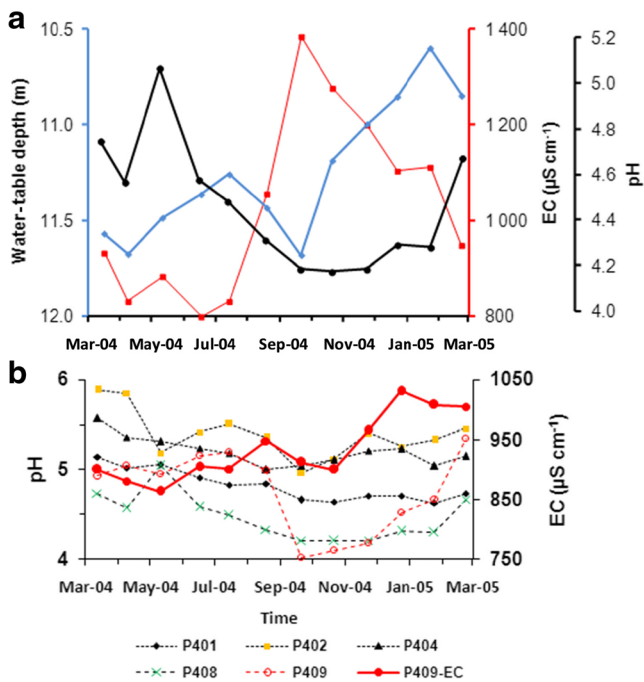 a
10.5
11.0
11.5
12.0
Water-table depth (m)
1 400
1 200
1 000
800
EC (µS cm-1)
5.2
5.0
4.8
4.6
4.4
4.2
4.0
pH
Mar-04 May-04 Jul-04 Sep-04 Nov-04 Jan-05 Mar-05
b
6
5
4
pH
1050
950
850
750
EC (µS cm-1)
Mar-04 May-04 Jul-04 Sep-04 Nov-04 Jan-05 Mar-05
Time
P401 P402 P404
P408 P409 P409-EC